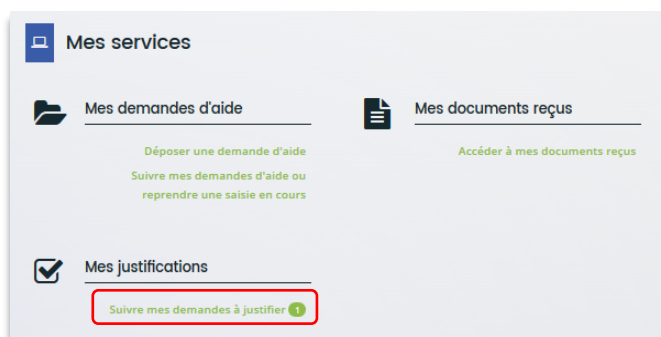 Mes services
Mes demandes d'aide
Déposer une demande d'aide
Suivre mes demandes d'aide ou
reprendre une saisie en cours
Mes documents reçus
Accéder à mes documents reçus
Mes justifications
Suivre mes demandes à justifier 1